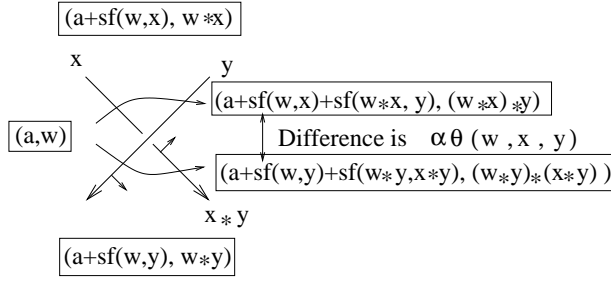 (a+sf(w,x), w*x)
x
y
(a+sf(w,x)+sf(w*x, y), (w*x)*y)
(a,w)
Difference is αθ(w,x,y)
(a+sf(w,y)+sf(w*y,x*y), (w*y)*(x*y) )
x*y
(a+sf(w,y), w*y)